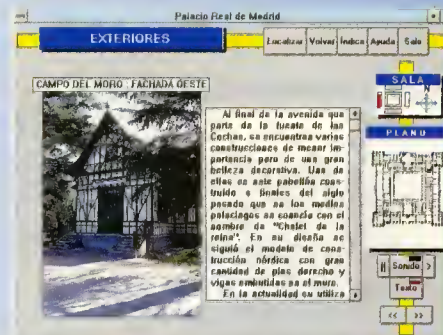 Palacio Real de Madrid
EXTERIORES
Localizar Volver Indice Ayuda Sale
CAMPO DEL MORO : FACHADA OESTE
SALA
N
PLANO
Al final de la avenida que
parte de la fuente de las
Cochas, se encuentran varias
construcciones de menor im-
portancia pero de una gran
belleza decorativa. Una de
ellas es este pabellón cons-
truido a finales del siglo
pasado que en los medios
palaciegos se conocía con el
nombre de "Chalet de la
reina". En su diseño se
siguió el modelo de cons-
trucción nórdica con gran
cantidad de pies derecho y
vigas embutidas en el muro.
En la actualidad se utiliza
|| Sonido >
Texto
<< >>